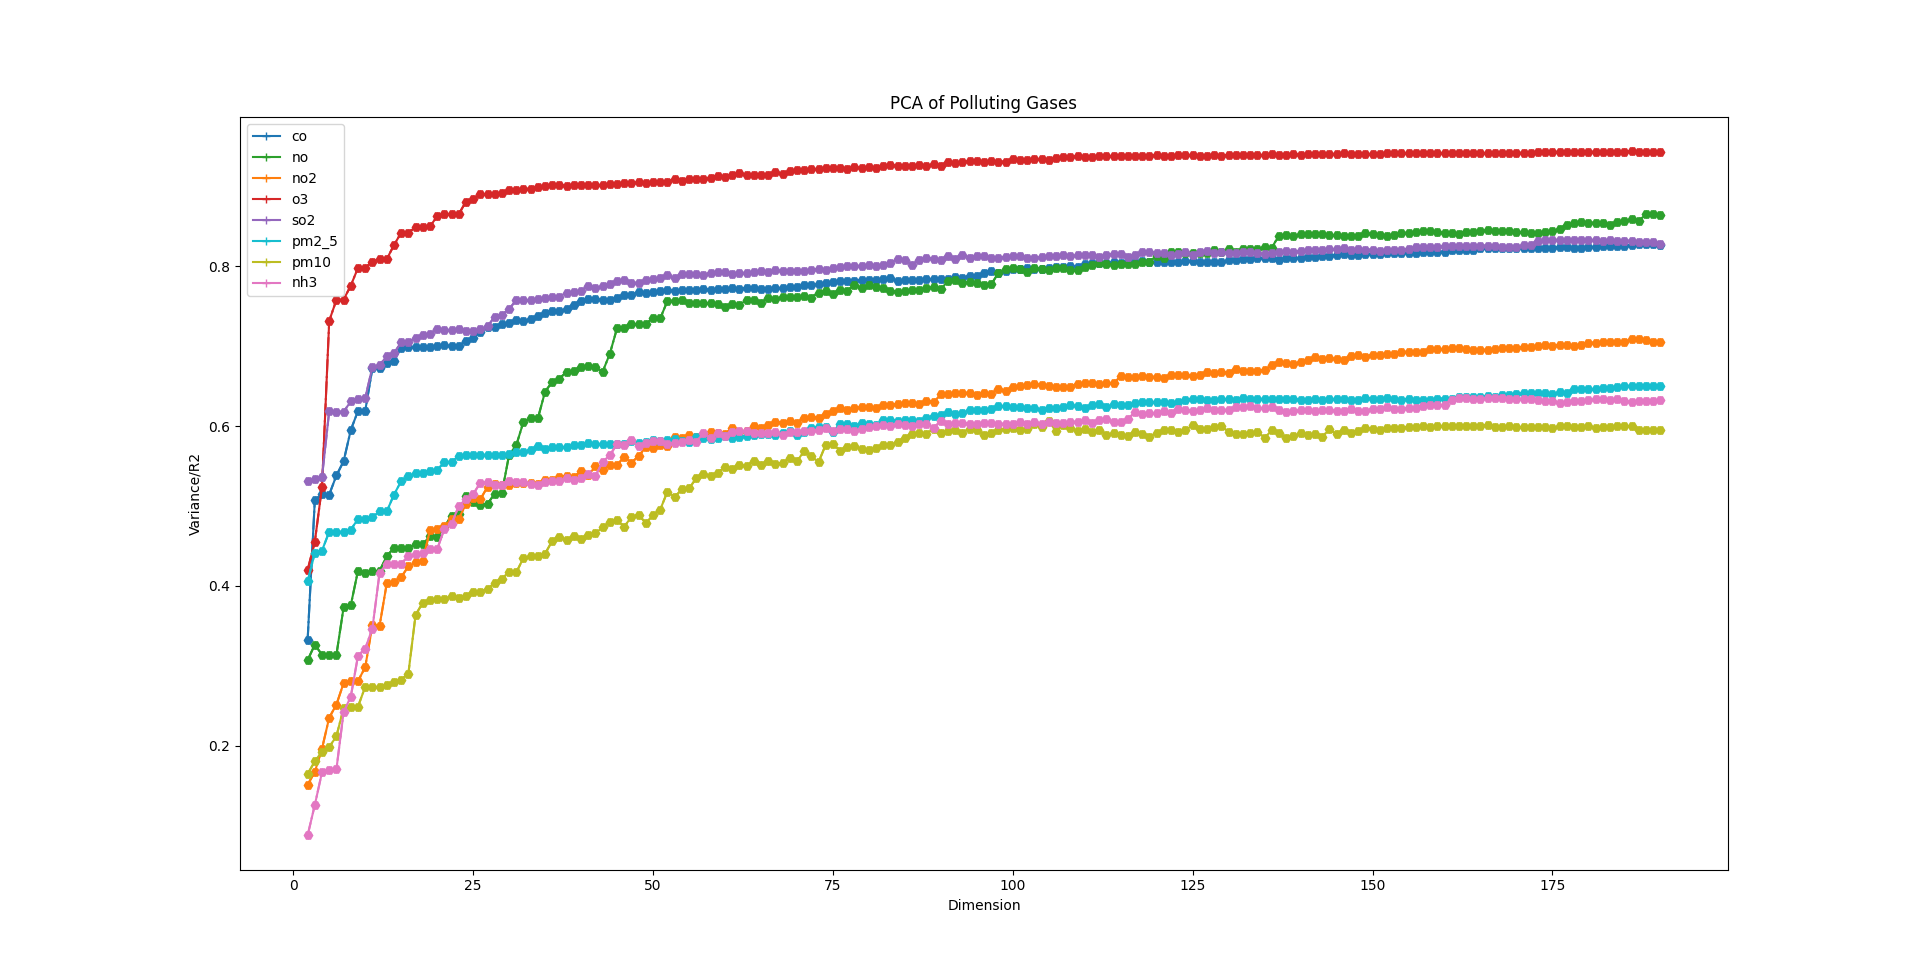 PCA of Polluting Gases
co
no
no2
o3
so2
pm2_5
pm10
nh3
Variance/R2
0.8
0.6
0.4
0.2
0 25 50 75 100 125 150 175
Dimension